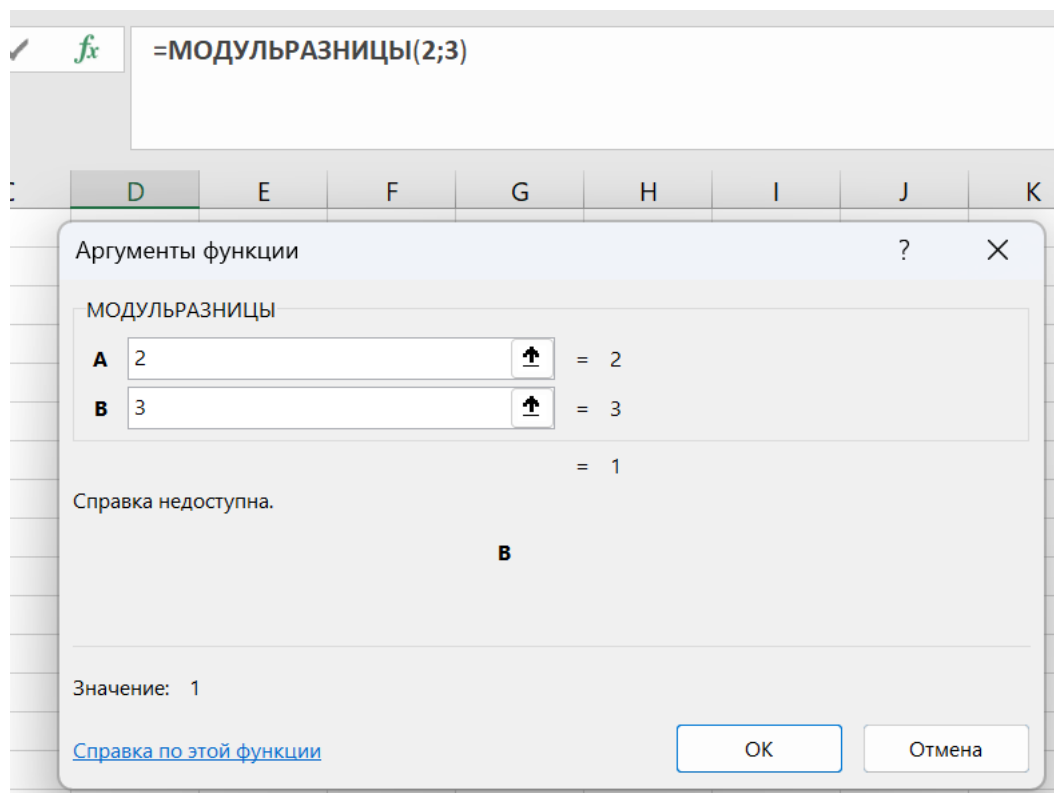 fx =МОДУЛЬРАЗНИЦЫ(2;3)
D E F G H I J K
Аргументы функции ? ×
МОДУЛЬРАЗНИЦЫ
A 2 = 2
B 3 = 3
= 1
Справка недоступна.
B
Значение: 1
Справка по этой функции ОК Отмена